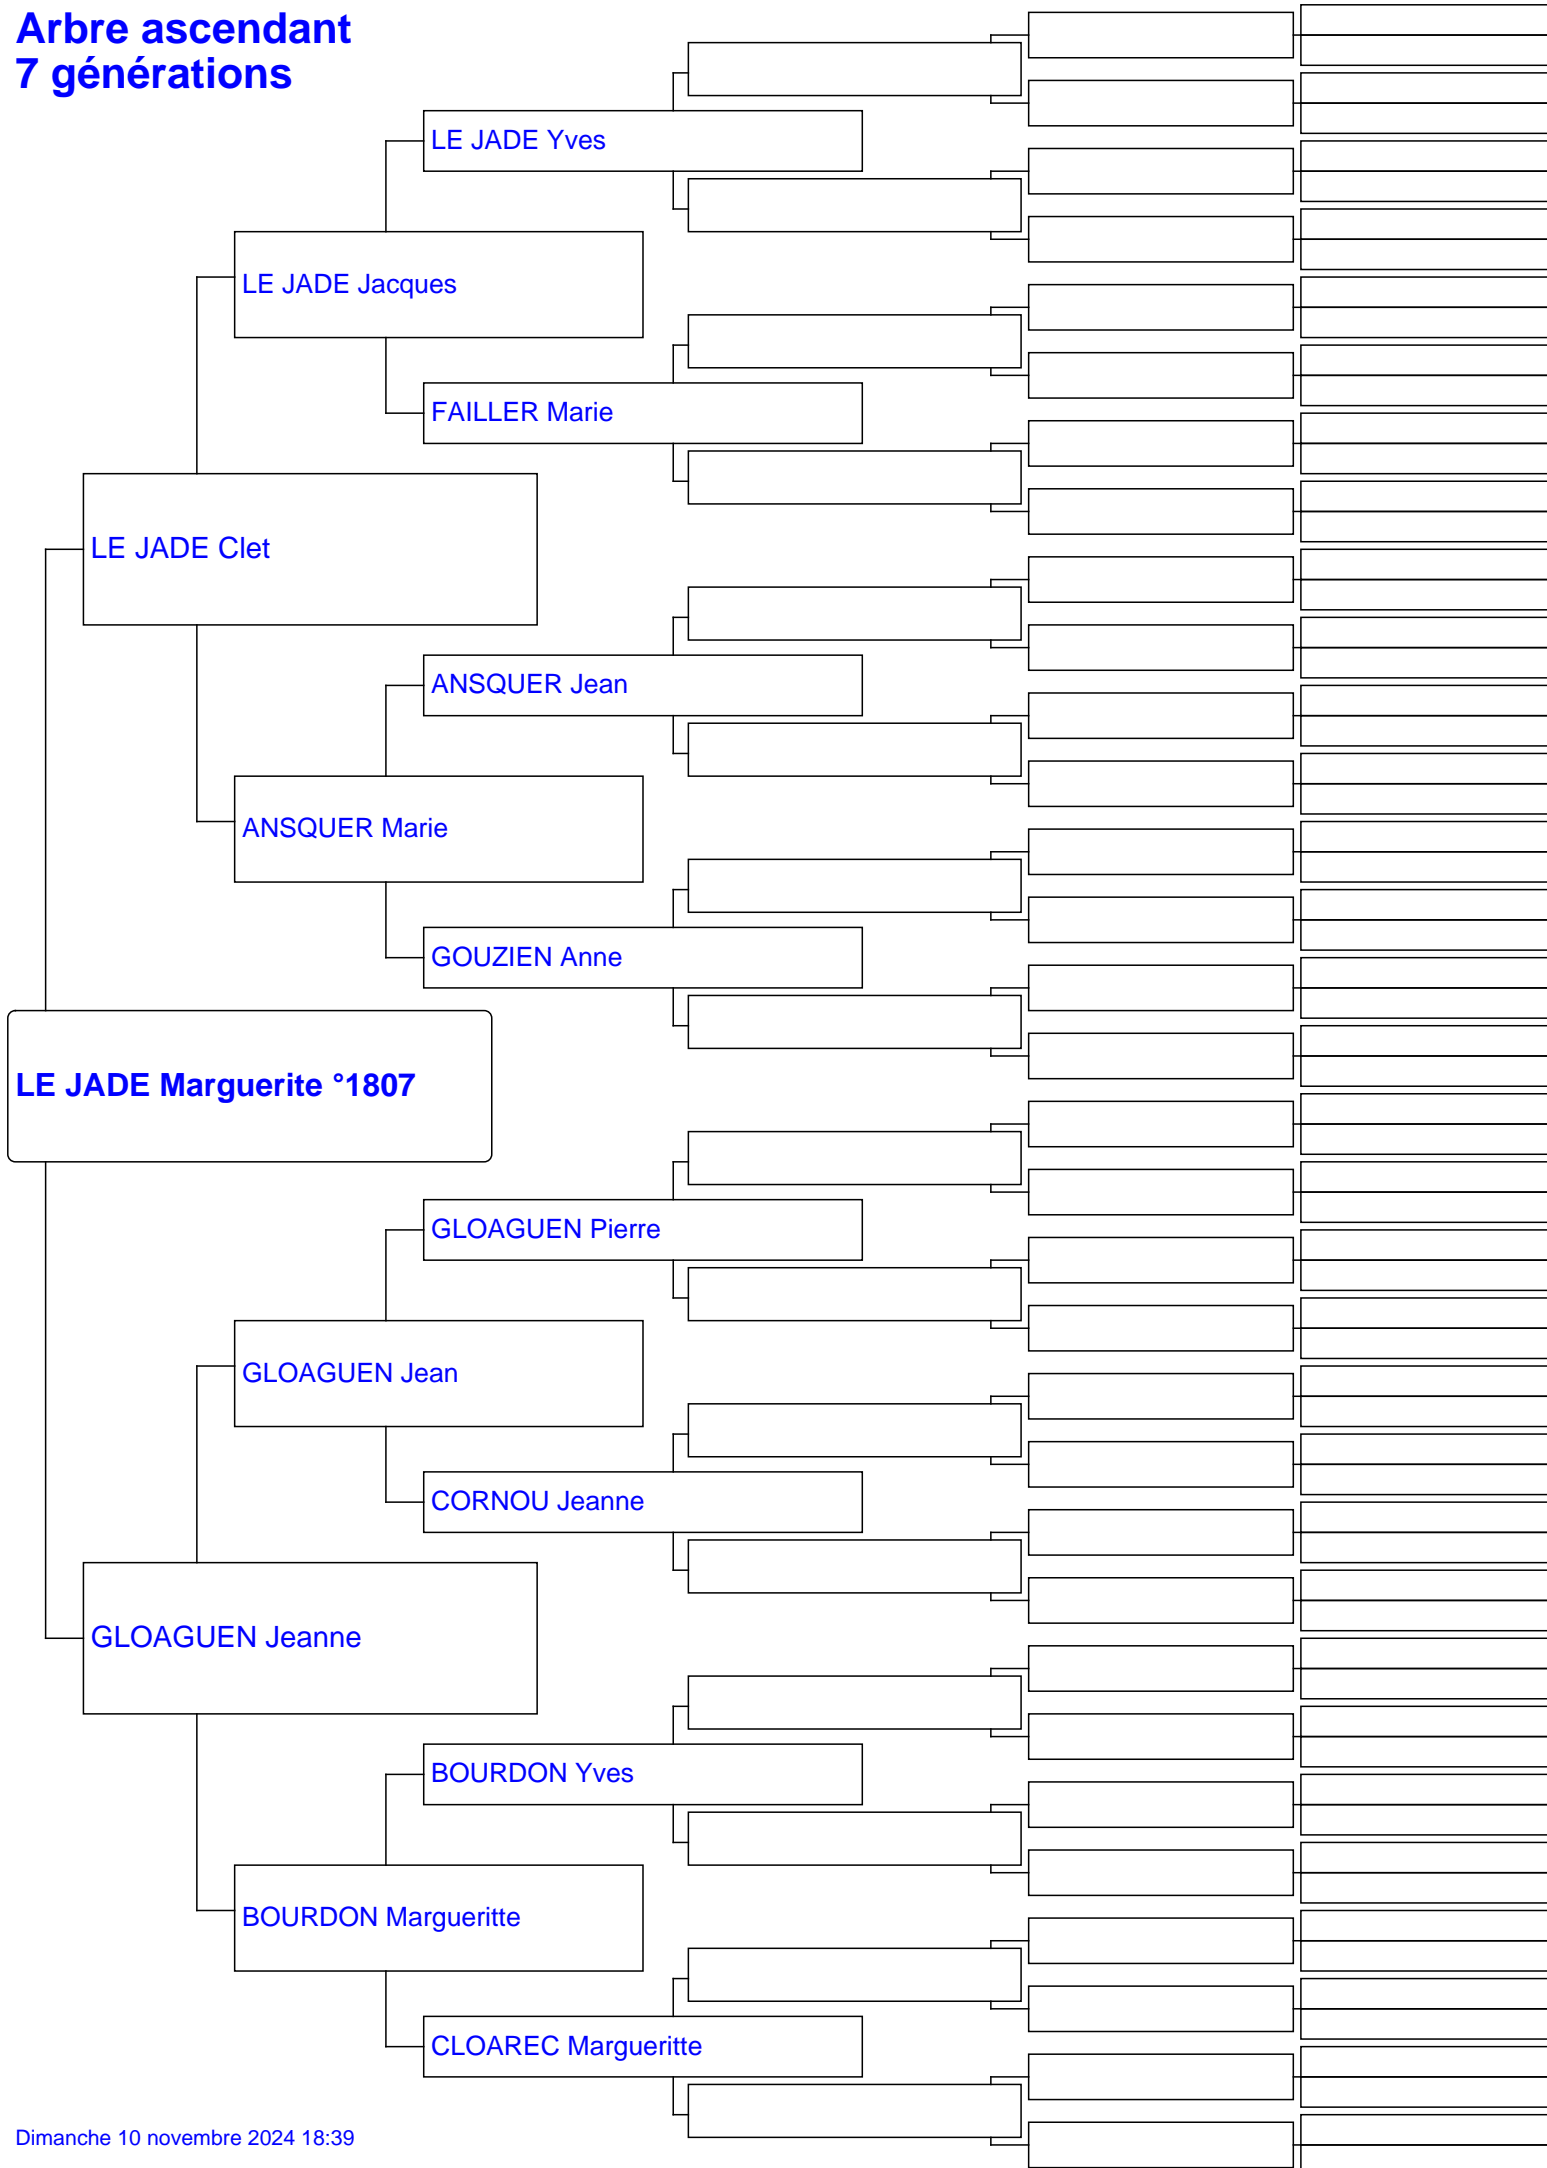 Arbre ascendant
7 générations
LE JADE Yves
LE JADE Jacques
FAILLER Marie
LE JADE Clet
ANSQUER Jean
ANSQUER Marie
GOUZIEN Anne
LE JADE Marguerite °1807
GLOAGUEN Pierre
GLOAGUEN Jean
CORNOU Jeanne
GLOAGUEN Jeanne
BOURDON Yves
BOURDON Margueritte
CLOAREC Margueritte
Dimanche 10 novembre 2024 18:39